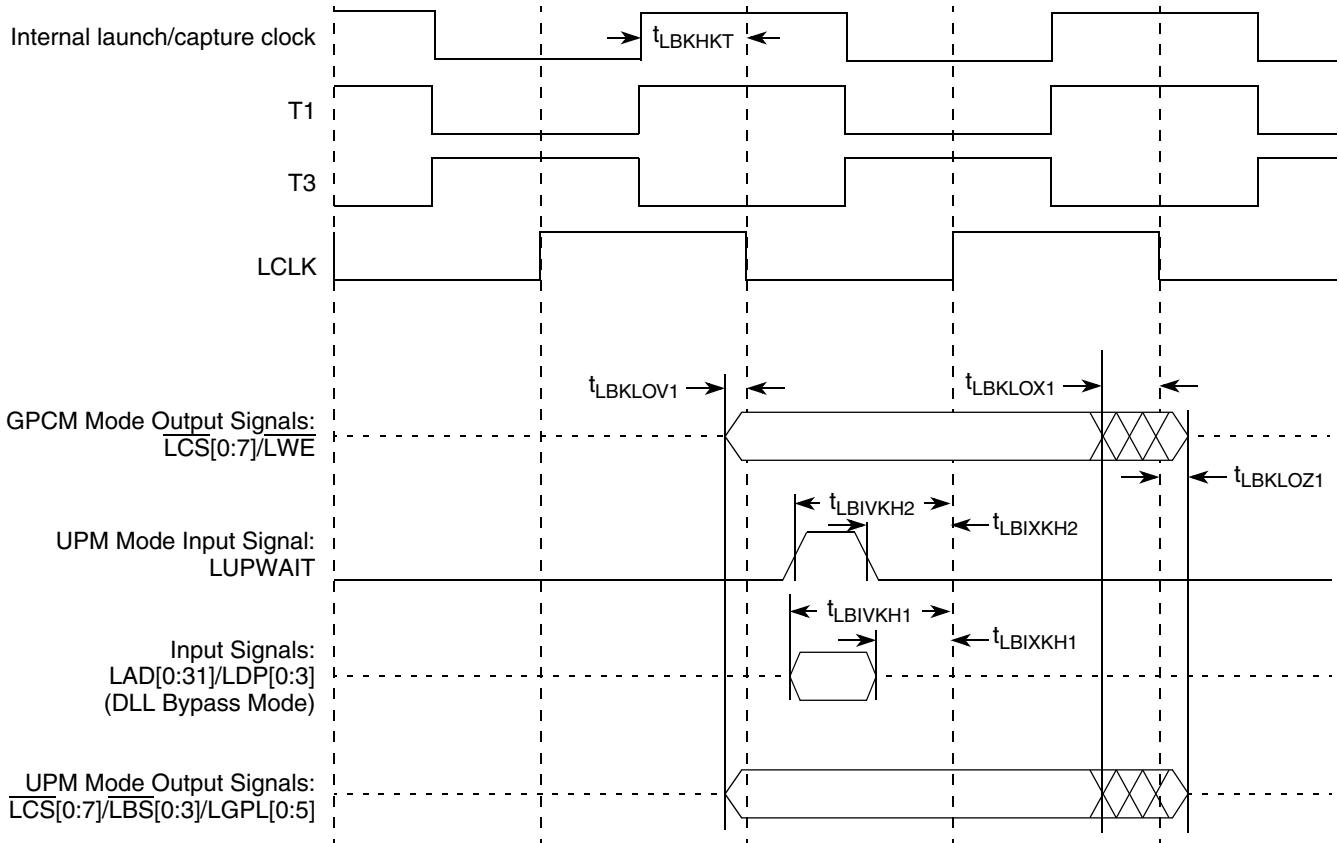 Internal launch/capture clock
tLBKHKT
T1
T3
LCLK
tLBKLOV1
tLBKLOX1
GPCM Mode Output Signals:
LCS[0:7]/LWE
tLBKLOZ1
tLBIVKH2
tLBIXKH2
UPM Mode Input Signal:
LUPWAIT
tLBIVKH1
tLBIXKH1
Input Signals:
LAD[0:31]/LDP[0:3]
(DLL Bypass Mode)
UPM Mode Output Signals:
LCS[0:7]/LBS[0:3]/LGPL[0:5]